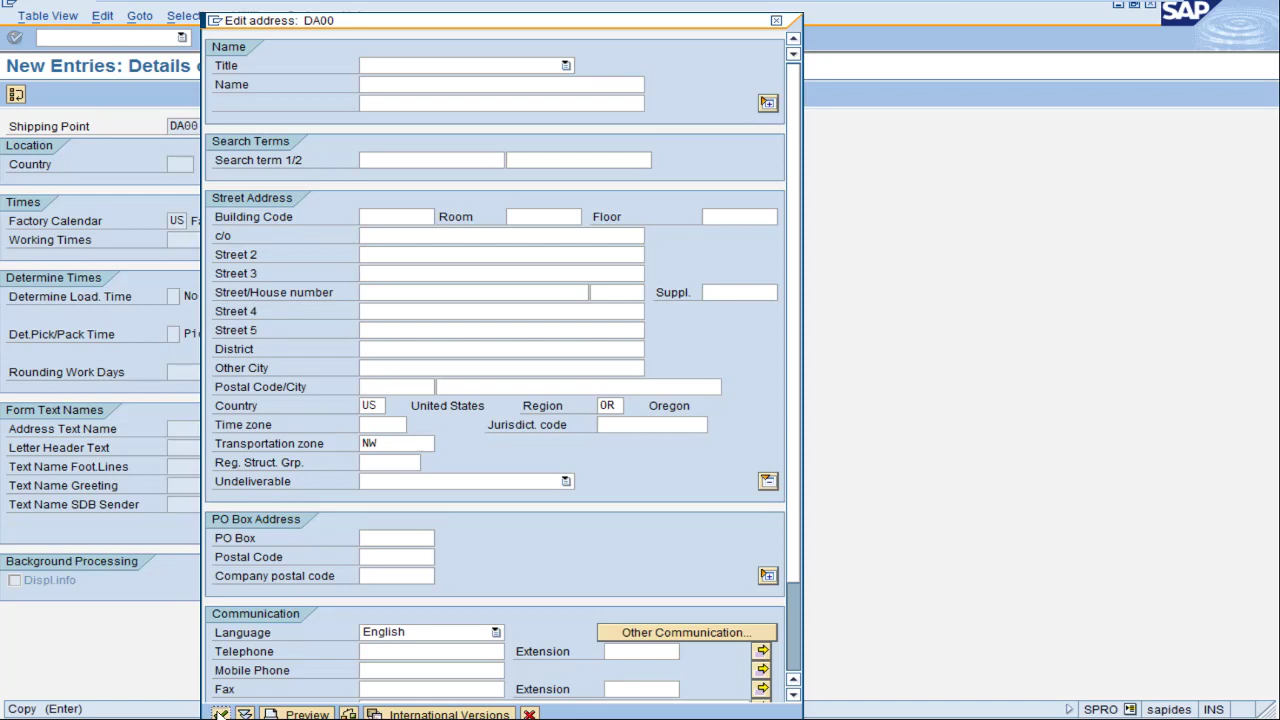 Edit address: DA00
Table View Edit Goto Selec
SAP
New Entries: Details
Name
Title
Name
Shipping Point DA00
Location
Country
Search Terms
Search term 1/2
Times
Factory Calendar US Fa
Working Times
Street Address
Building Code Room Floor
c/o
Street 2
Street 3
Street/House number Suppl.
Street 4
Street 5
District
Other City
Postal Code/City
Country US United States Region OR Oregon
Time zone Jurisdict. code
Transportation zone NW
Reg. Struct. Grp.
Undeliverable
Determine Times
Determine Load. Time No
Det.Pick/Pack Time Pic
Rounding Work Days
Form Text Names
Address Text Name
Letter Header Text
Text Name Foot.Lines
Text Name Greeting
Text Name SDB Sender
PO Box Address
PO Box
Postal Code
Company postal code
Background Processing
Displ.info
Communication
Language English Other Communication...
Telephone Extension
Mobile Phone
Fax Extension
Preview International Versions
Copy (Enter)
SPRO sapides INS